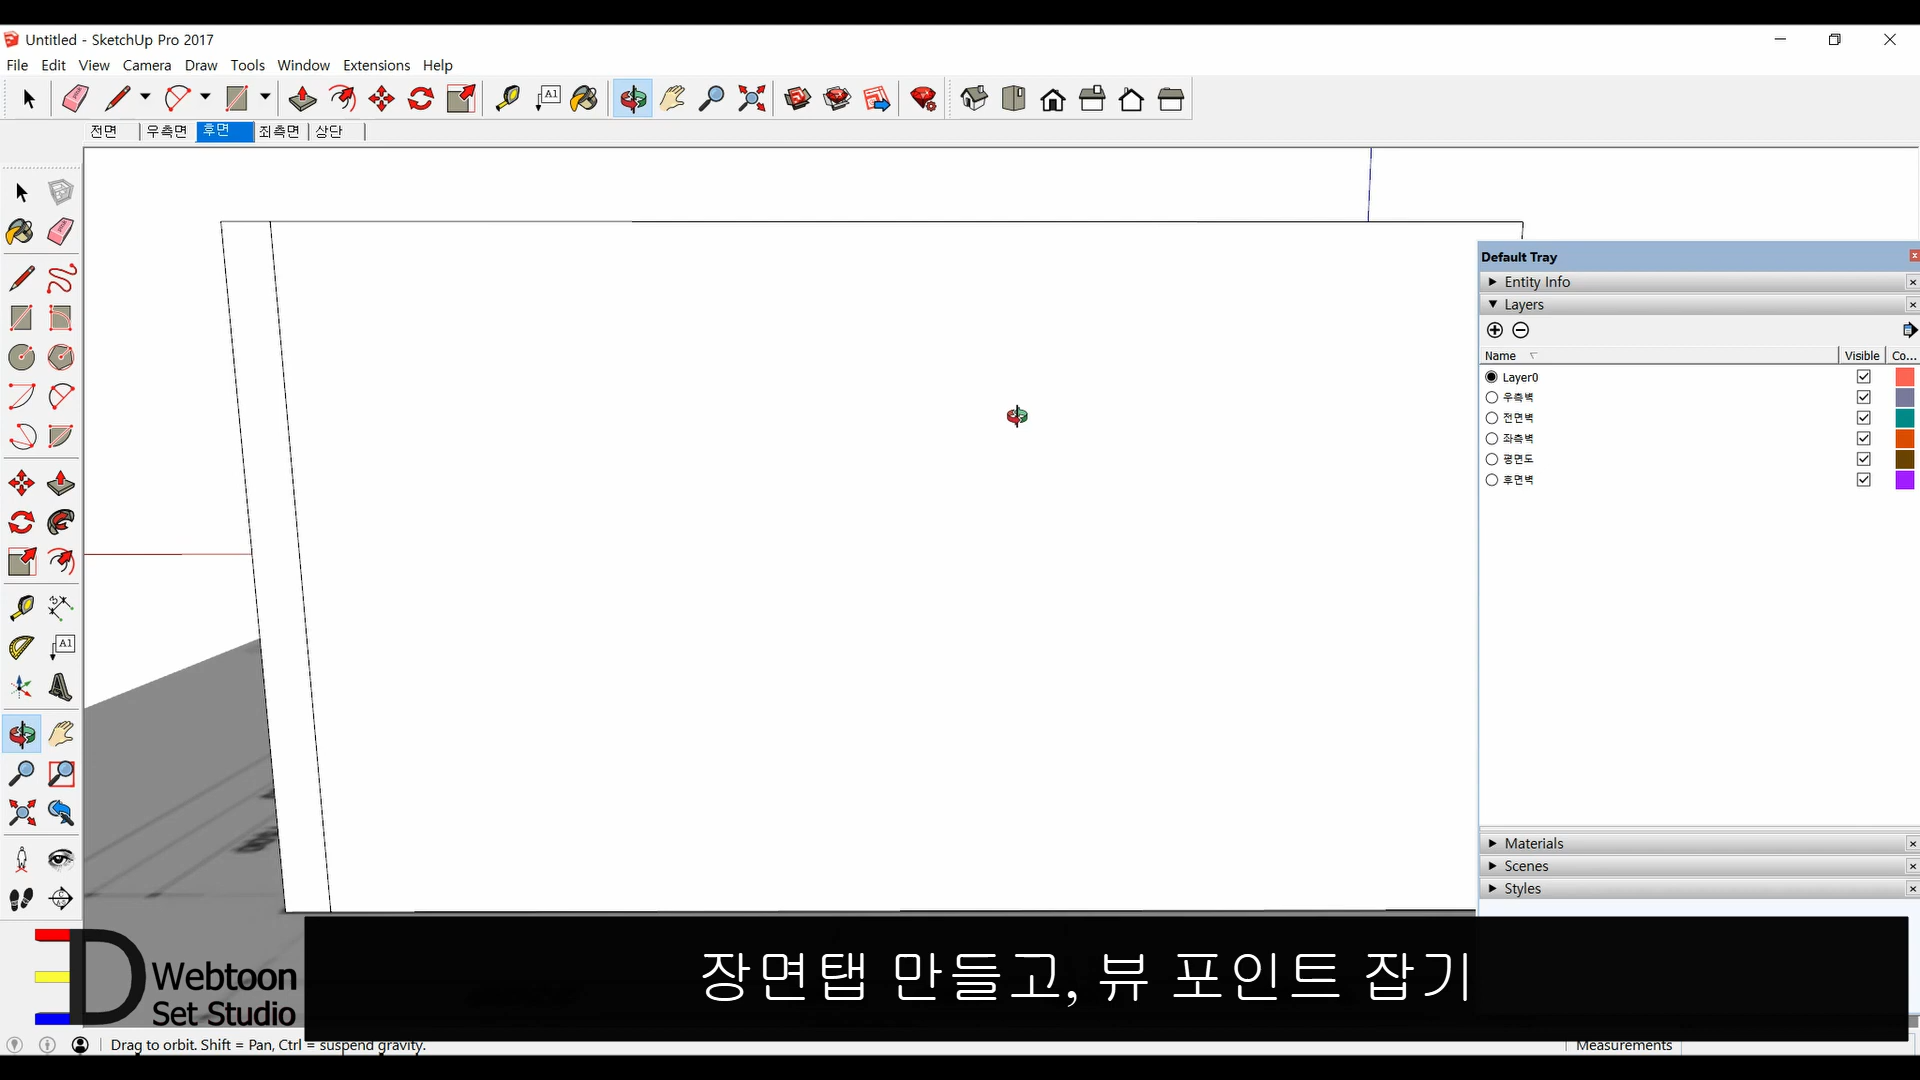 Untitled - SketchUp Pro 2017
File Edit View Camera Draw Tools Window Extensions Help
A1
전면 우측면 후면 좌측면 상단
Default Tray
Entity Info
Layers
Name Visible Co...
Layer0
우측벽
전면벽
좌측벽
평면도
후면벽
A1
Materials
Scenes
Styles
장면탭 만들고, 뷰 포인트 잡기
D Webtoon
Set Studio
Drag to orbit. Shift = Pan, Ctrl = suspend gravity.
Measurements